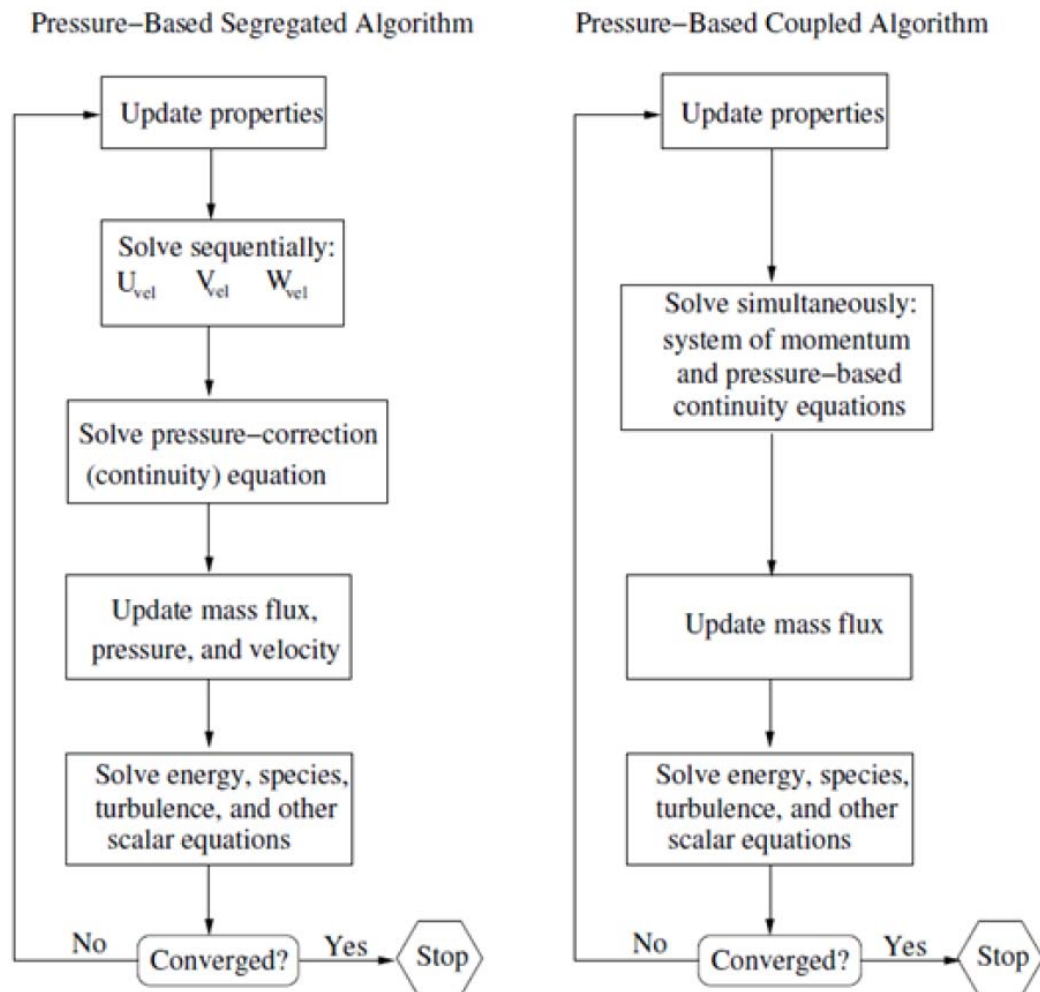 Pressure–Based Segregated Algorithm
Update properties
Solve sequentially:
U vel V vel W vel
Solve pressure–correction
(continuity) equation
Update mass flux,
pressure, and velocity
Solve energy, species,
turbulence, and other
scalar equations
No
Converged?
Yes
Stop
Pressure–Based Coupled Algorithm
Update properties
Solve simultaneously:
system of momentum
and pressure–based
continuity equations
Update mass flux
Solve energy, species,
turbulence, and other
scalar equations
No
Converged?
Yes
Stop